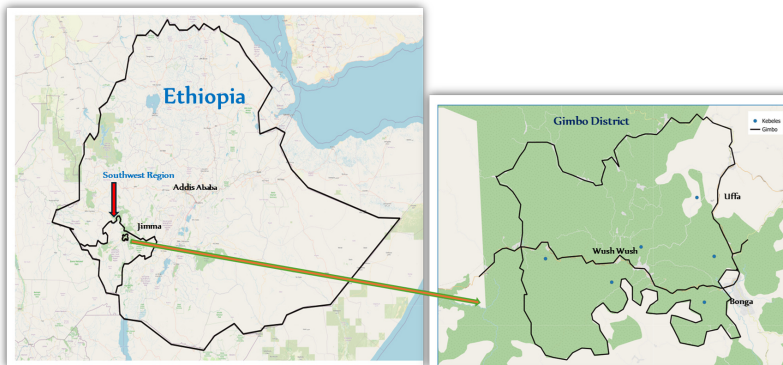 Ethiopia
Southwest Region
Addis Ababa
Jimma
Gimbo District
Kebeles
Gimbo
Uffa
Wush Wush
Bonga